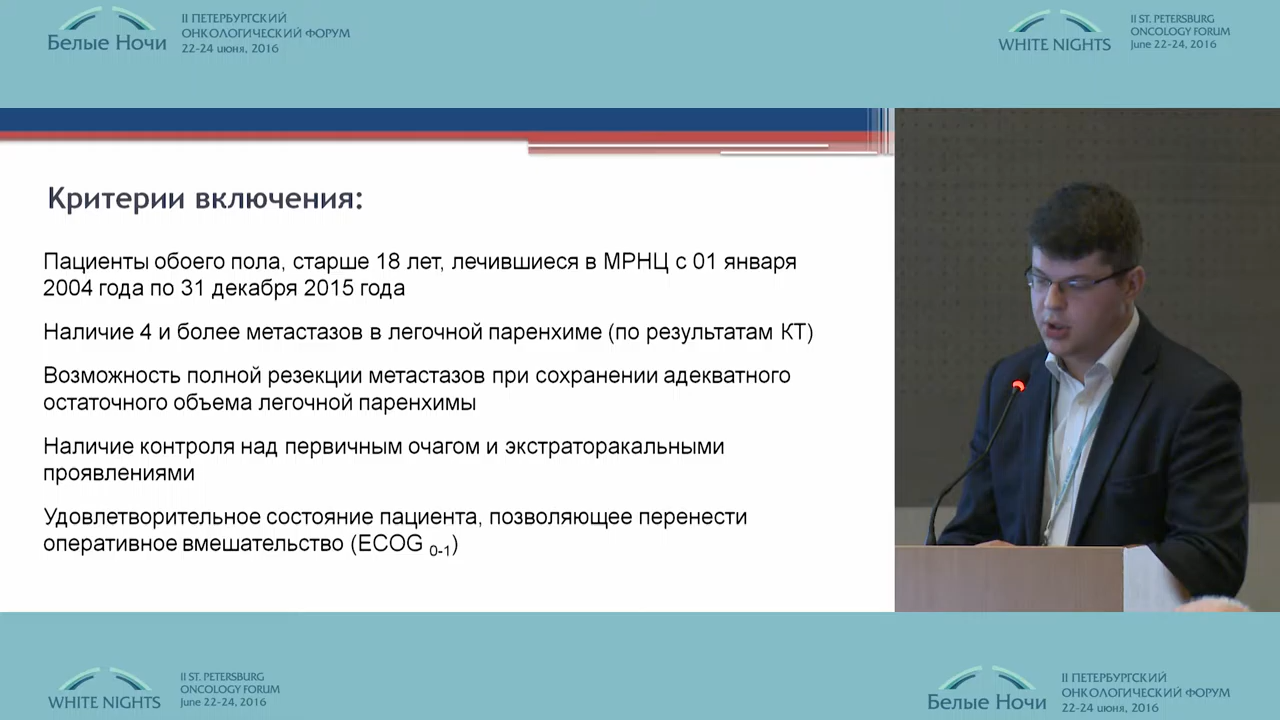 Белые Ночи
II ПЕТЕРБУРГСКИЙ
ОНКОЛОГИЧЕСКИЙ ФОРУМ
22-24 июня, 2016
WHITE NIGHTS
II ST. PETERSBURG
ONCOLOGY FORUM
June 22-24, 2016
Критерии включения:
Пациенты обоего пола, старше 18 лет, лечившиеся в МРНЦ с 01 января
2004 года по 31 декабря 2015 года
Наличие 4 и более метастазов в легочной паренхиме (по результатам КТ)
Возможность полной резекции метастазов при сохранении адекватного
остаточного объема легочной паренхимы
Наличие контроля над первичным очагом и экстраторакальными
проявлениями
Удовлетворительное состояние пациента, позволяющее перенести
оперативное вмешательство (ECOG 0-1)
WHITE NIGHTS
II ST. PETERSBURG
ONCOLOGY FORUM
June 22-24, 2016
Белые Ночи
II ПЕТЕРБУРГСКИЙ
ОНКОЛОГИЧЕСКИЙ ФОРУМ
22-24 июня, 2016